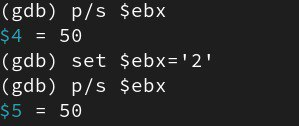 (gdb) p/s $ebx
$4 = 50
(gdb) set $ebx='2'
(gdb) p/s $ebx
$5 = 50